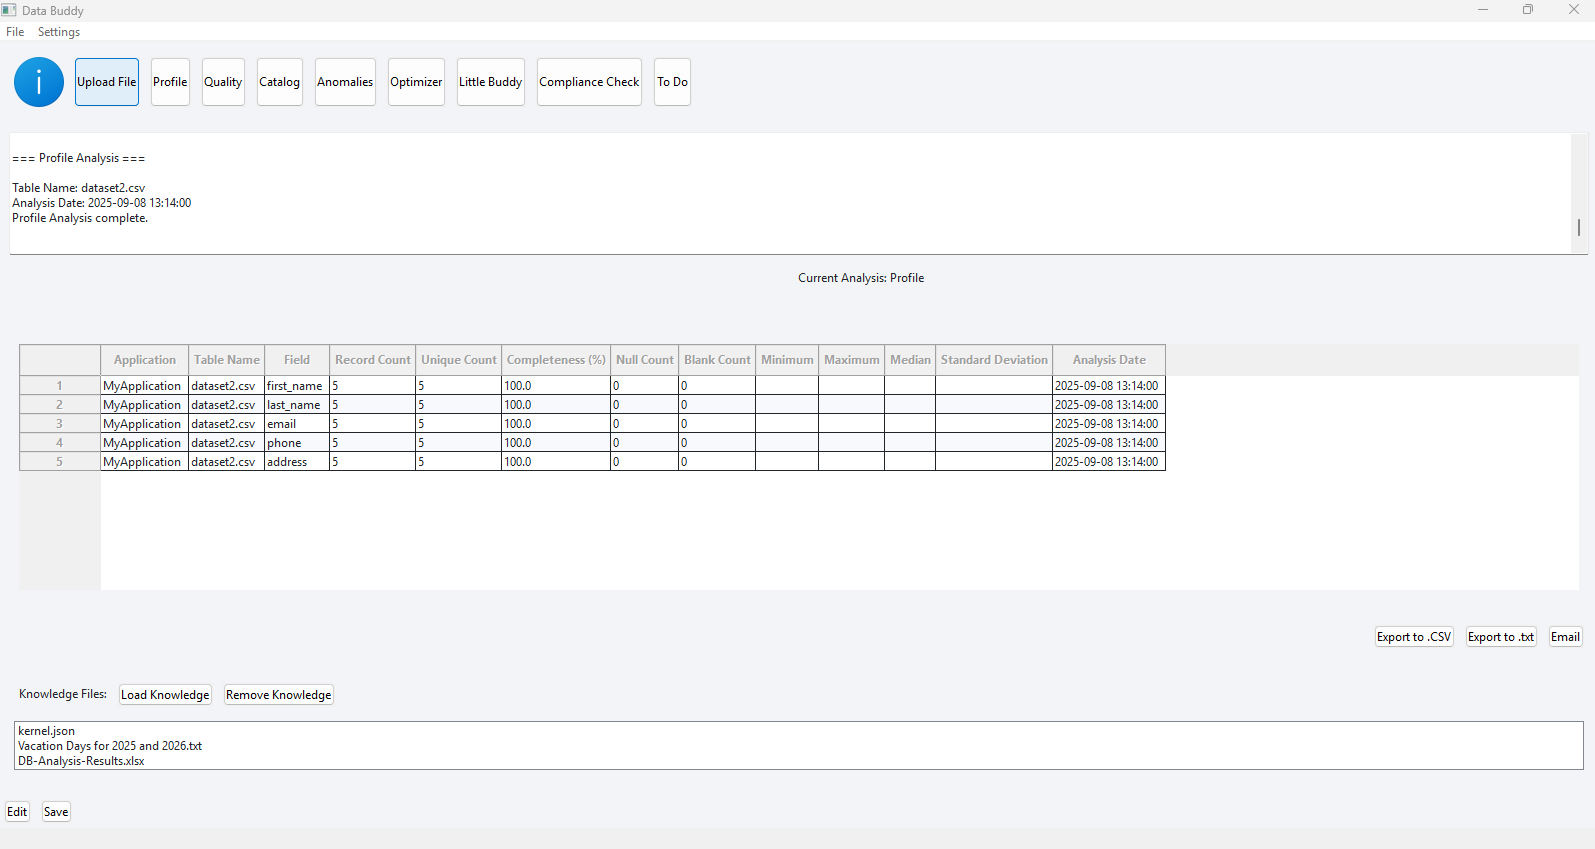 Data Buddy
File Settings
i
Upload File Profile Quality Catalog Anomalies Optimizer Little Buddy Compliance Check To Do
=== Profile Analysis ===
Table Name: dataset2.csv
Analysis Date: 2025-09-08 13:14:00
Profile Analysis complete.
Current Analysis: Profile
Application Table Name Field Record Count Unique Count Completeness (%) Null Count Blank Count Minimum Maximum Median Standard Deviation Analysis Date
1 MyApplication dataset2.csv first_name 5 5 100.0 0 0 2025-09-08 13:14:00
2 MyApplication dataset2.csv last_name 5 5 100.0 0 0 2025-09-08 13:14:00
3 MyApplication dataset2.csv email 5 5 100.0 0 0 2025-09-08 13:14:00
4 MyApplication dataset2.csv phone 5 5 100.0 0 0 2025-09-08 13:14:00
5 MyApplication dataset2.csv address 5 5 100.0 0 0 2025-09-08 13:14:00
Export to .CSV Export to .txt Email
Knowledge Files: Load Knowledge Remove Knowledge
kernel.json
Vacation Days for 2025 and 2026.txt
DB-Analysis-Results.xlsx
Edit Save